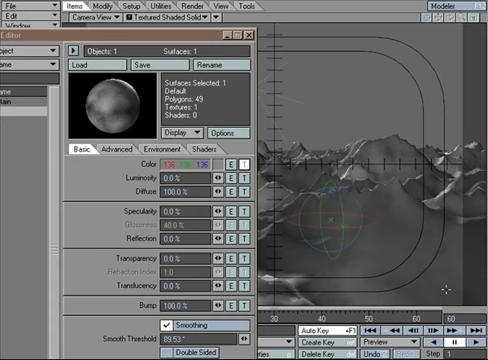 File
Edit
Window
Items Modify Setup Utilities Render View Tools
Camera View Textured Shaded Solid
Modeler F12
Editor
Objects: 1 Surfaces: 1
Load Save Rename
Surfaces Selected: 1
Default
Polygons: 49
Textures: 1
Shaders: 0
Display Options
Basic Advanced Environment Shaders
Color 136 136 136 E T
Luminosity 0.0 % E T
Diffuse 100.0 % E T
Specularity 0.0 % E T
Glossiness 40.0 % E T
Reflection 0.0 % E T
Transparency 0.0 % E T
Refraction Index 1.0 E T
Translucency 0.0 % E T
Bump 100.0 % E T
Smoothing
Smooth Threshold 89.53 °
Double Sided
30 40 50 60
Auto Key
Create Key
Delete Key
Preview
Undo
Step
60